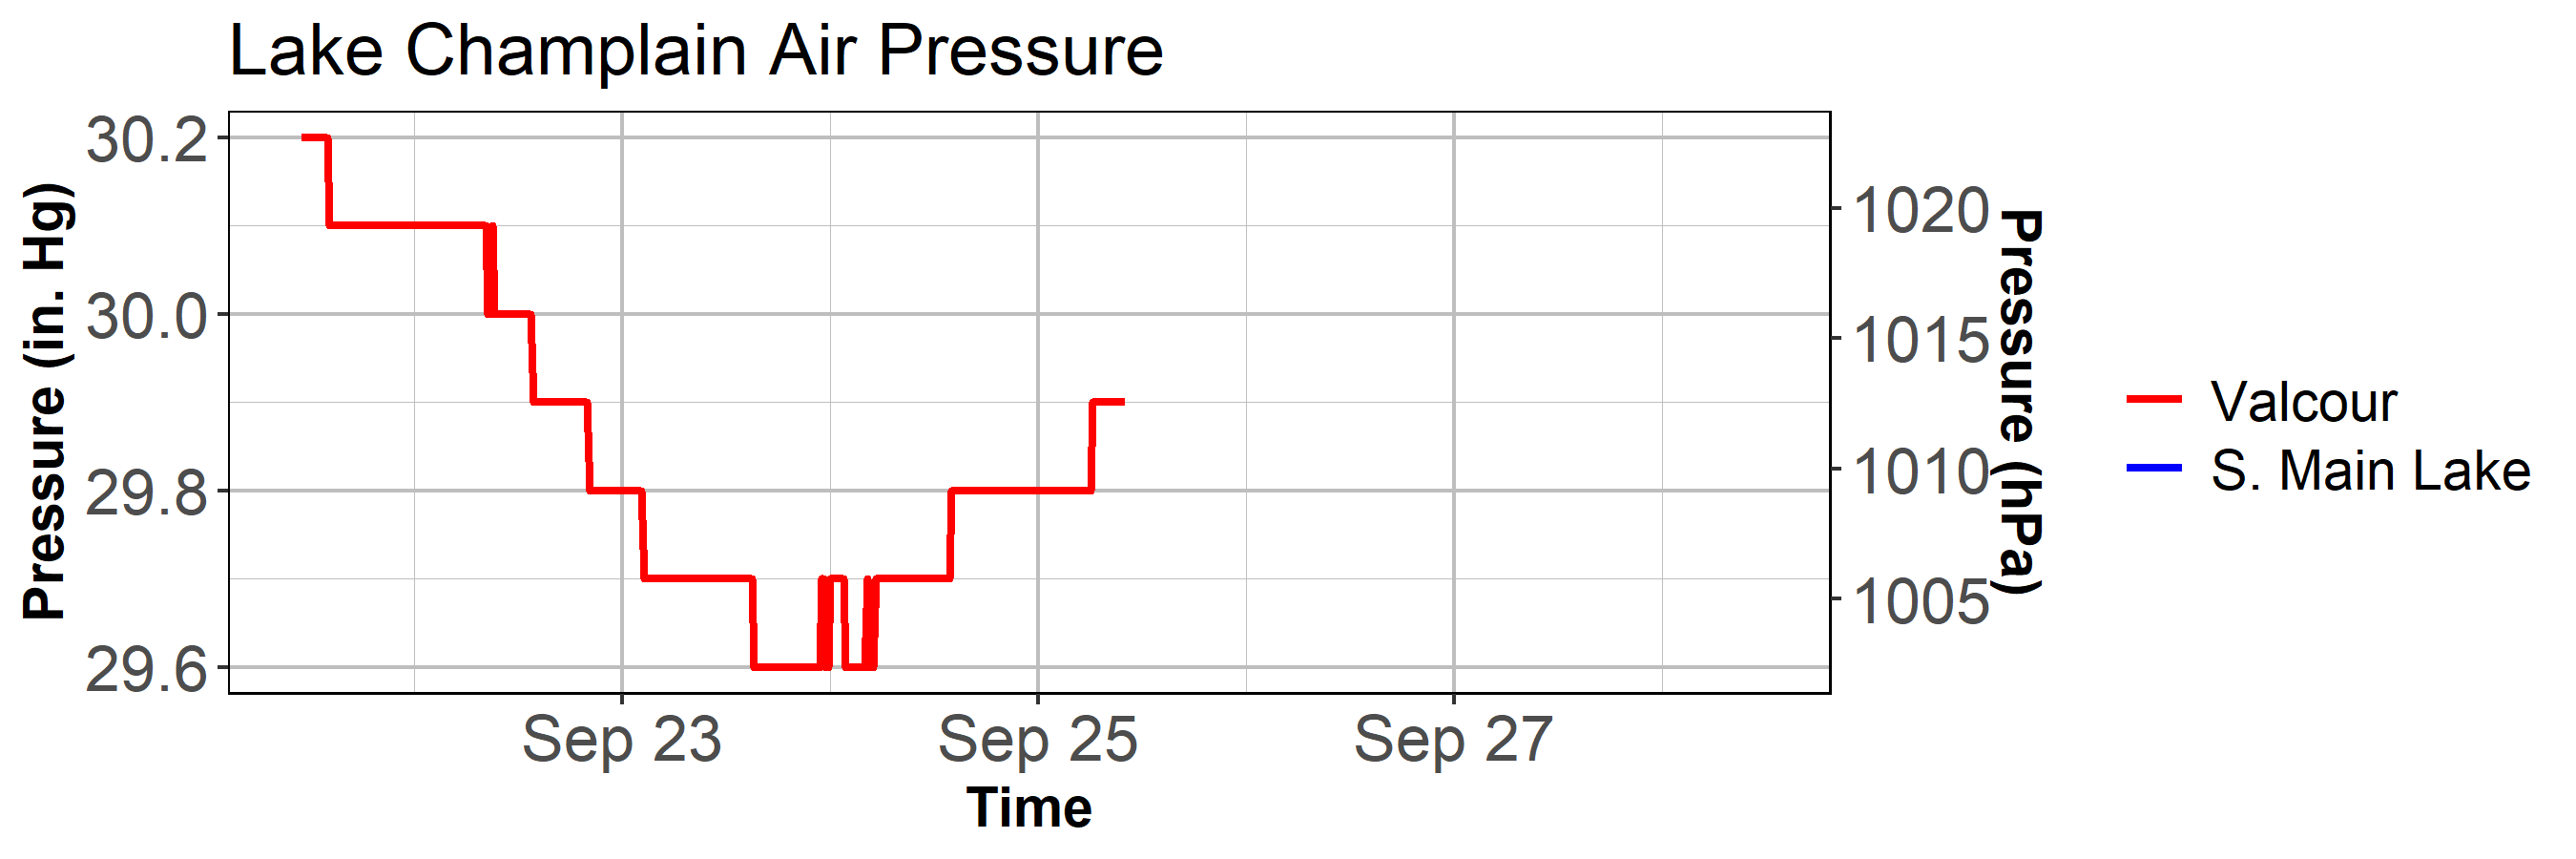 Lake Champlain Air Pressure
Pressure (in. Hg)
30.2
30.0
29.8
29.6
Sep 23
Sep 25
Sep 27
Time
1020
1015
1010
1005
Pressure (hPa)
Valcour
S. Main Lake